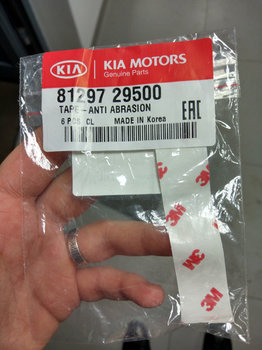 KIA
KIA MOTORS
Genuine Parts
81297 29500
TAPE - ANTI ABRASION
6 PCS CL MADE IN Korea
EAC
3M
3M
3M
3M
3M